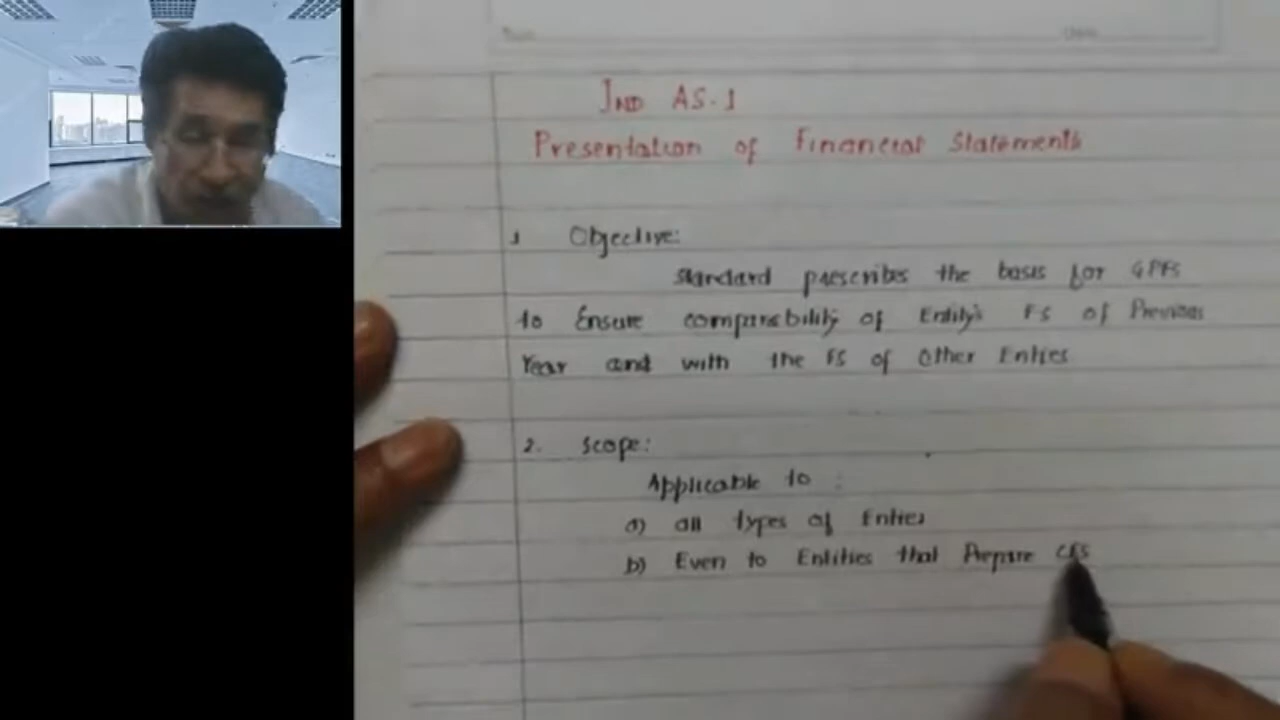 IND AS-1
Presentation of Financial Statements
1 Objective:
Standard prescribes the basis for GPFS
to Ensure comparability of Entity's FS of Previous
Year and with the FS of Other Enties
2. Scope:
Applicable to :
a) all types of Enties
b) Even to Entities that Prepare CFS